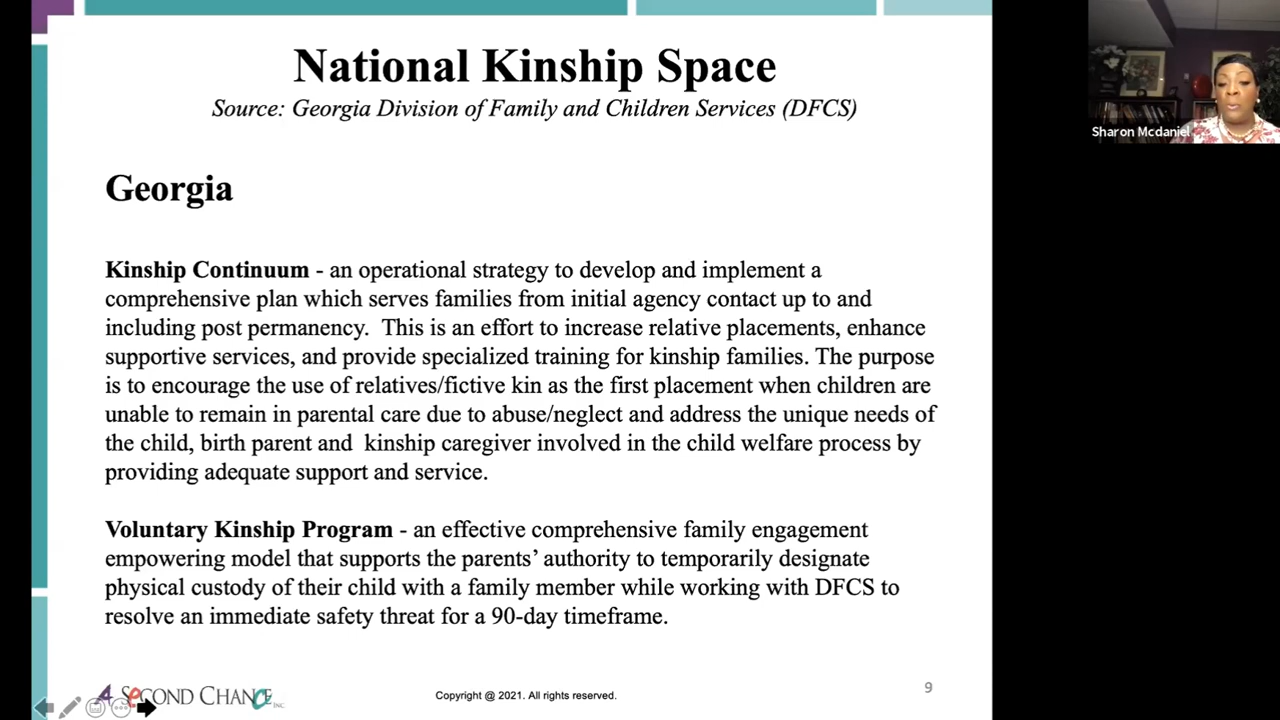 National Kinship Space
Source: Georgia Division of Family and Children Services (DFCS)
Sharon Mcdaniel
Georgia
Kinship Continuum - an operational strategy to develop and implement a
comprehensive plan which serves families from initial agency contact up to and
including post permanency.  This is an effort to increase relative placements, enhance
supportive services, and provide specialized training for kinship families. The purpose
is to encourage the use of relatives/fictive kin as the first placement when children are
unable to remain in parental care due to abuse/neglect and address the unique needs of
the child, birth parent and  kinship caregiver involved in the child welfare process by
providing adequate support and service.
Voluntary Kinship Program - an effective comprehensive family engagement
empowering model that supports the parents’ authority to temporarily designate
physical custody of their child with a family member while working with DFCS to
resolve an immediate safety threat for a 90-day timeframe.
A Second Chance INC.
Copyright @ 2021. All rights reserved.
9